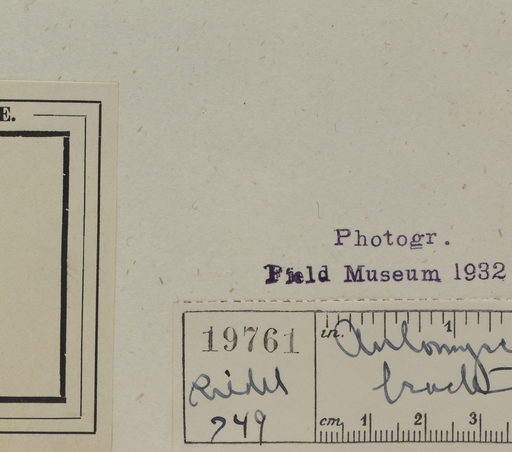 E.
Photogr.
Field Museum 1932
19761
Riedel
749
in. 1
cm 1 2 3